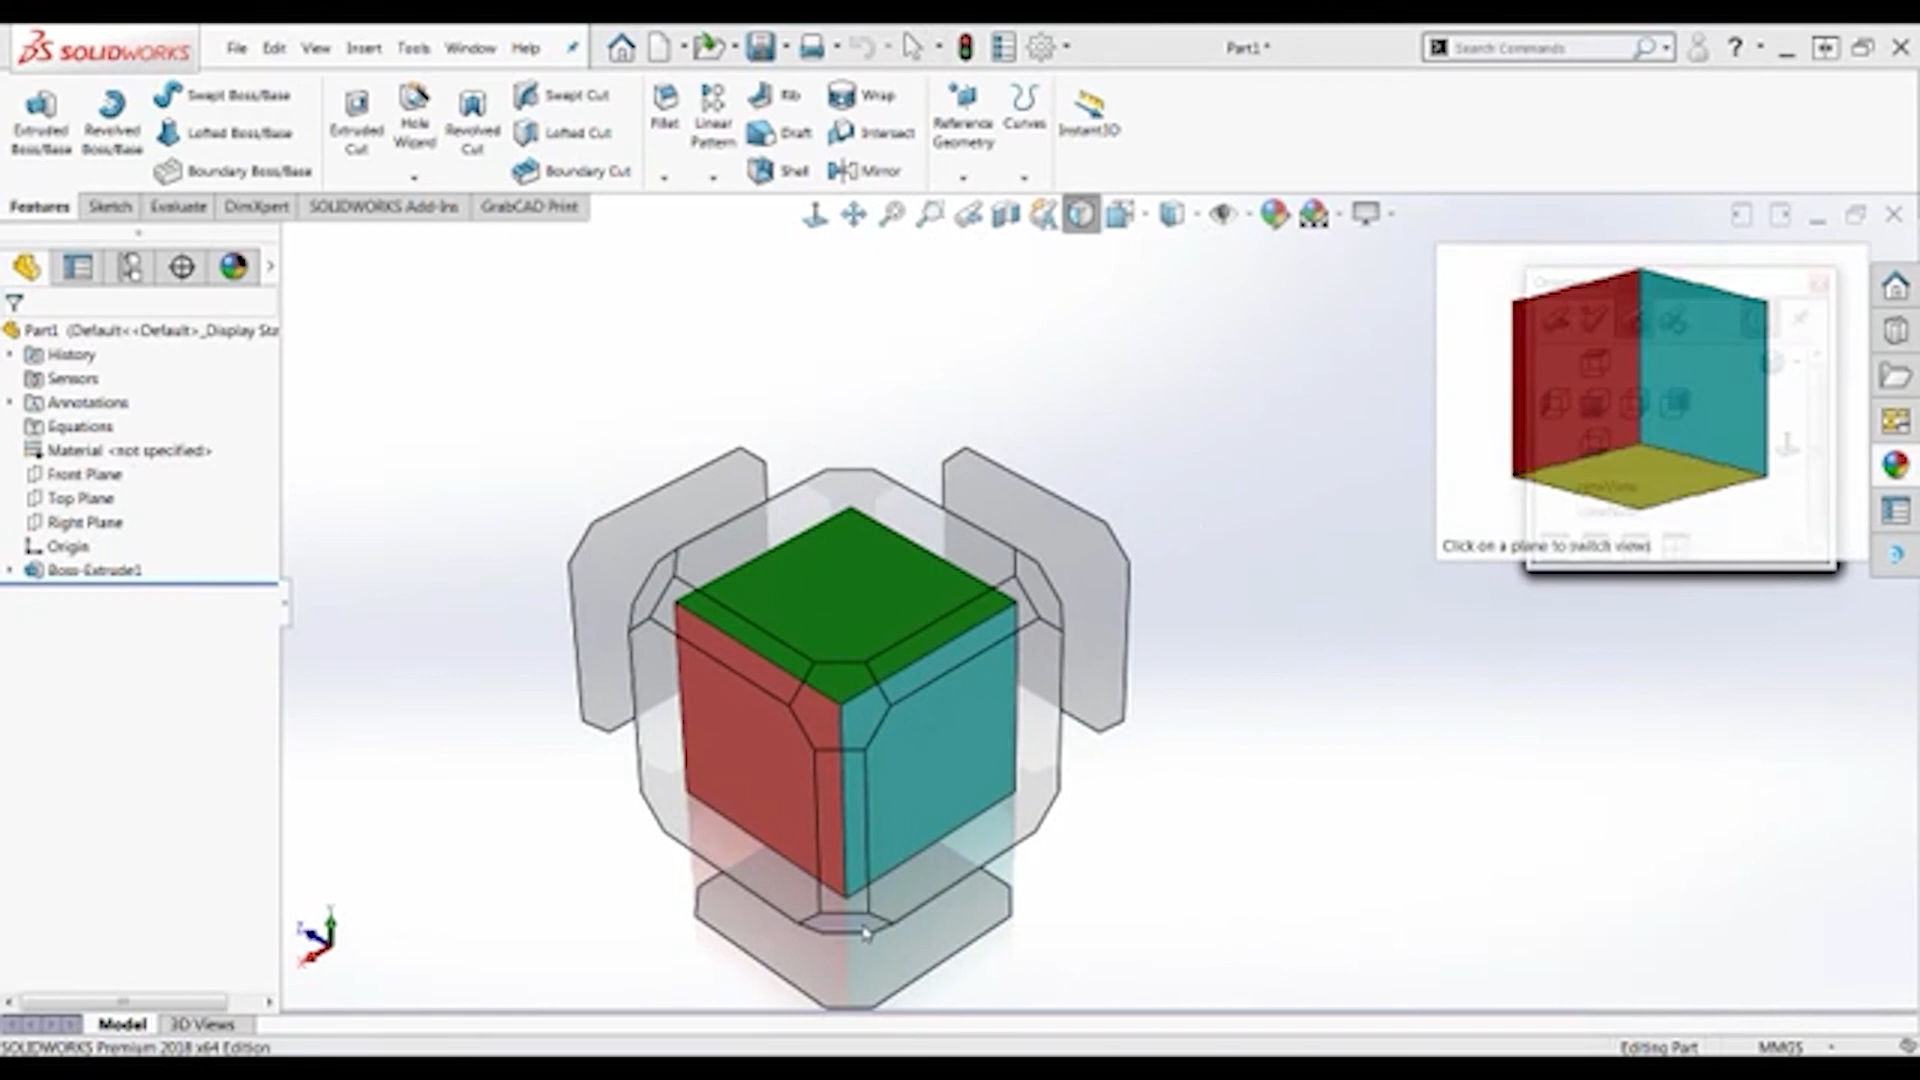 SOLIDWORKS File Edit View Insert Tools Window Help Part1 * Search Commands ?
Extruded Boss/Base
Revolved Boss/Base
Swept Boss/Base
Lofted Boss/Base
Boundary Boss/Base
Extruded Cut
Hole Wizard
Revolved Cut
Swept Cut
Lofted Cut
Boundary Cut
Fillet
Linear Pattern
Rib
Draft
Shell
Wrap
Intersect
Mirror
Reference Geometry
Curves
Instant3D
Features Sketch Evaluate DimXpert SOLIDWORKS Add-Ins GrabCAD Print
Part1 (Default<<Default>_Display Sta
History
Sensors
Annotations
Equations
Material <not specified>
Front Plane
Top Plane
Right Plane
Origin
Boss-Extrude1
Click on a plane to switch views
Y
Z
X
Model 3D Views
SOLIDWORKS Premium 2018 x64 Edition Editing Part MMGS